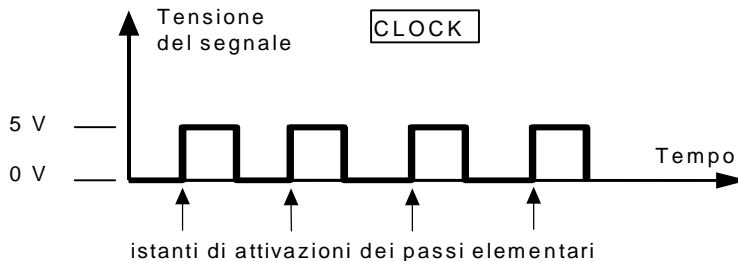 Tensione
del segnale
CLOCK
5 V
0 V
Tempo
istanti di attivazioni dei passi elementari